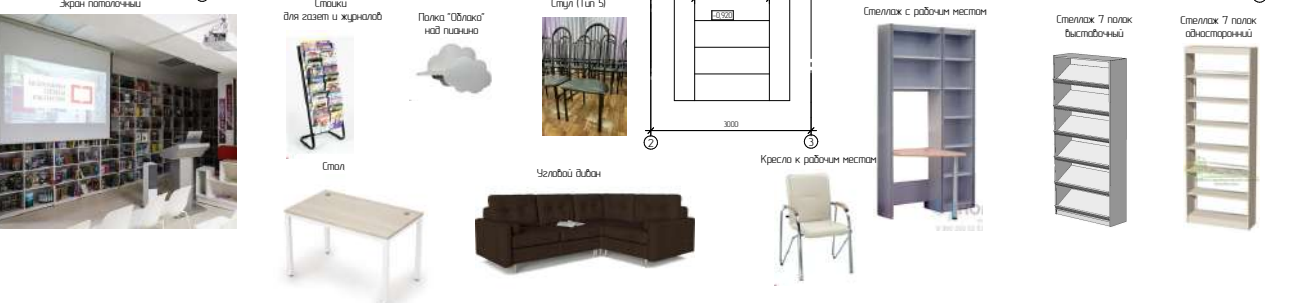 Экран потолочный
Стойки
для газет и журналов
Полка "Облако"
над пианино
Стул (Тип 5)
-0,920
3000
2
3
Стеллаж с рабочим местом
Стеллаж 7 полок
выставочный
Стеллаж 7 полок
односторонний
Стол
Угловой диван
Кресло к рабочим местам